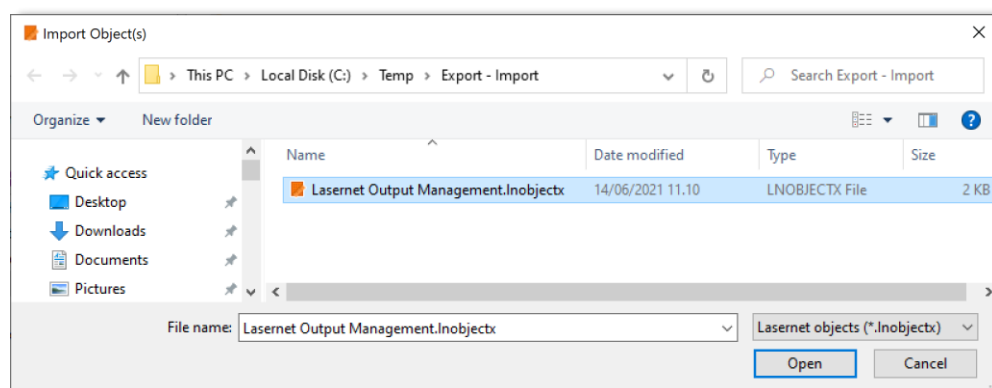 Import Object(s)
This PC > Local Disk (C:) > Temp > Export - Import
Search Export - Import
Organize
New folder
Name
Date modified
Type
Size
Quick access
Desktop
Downloads
Documents
Pictures
Lasernet Output Management.lnobjectx
14/06/2021 11.10
LNOBJECTX File
2 KB
File name:
Lasernet Output Management.lnobjectx
Lasernet objects (*.lnobjectx)
Open
Cancel